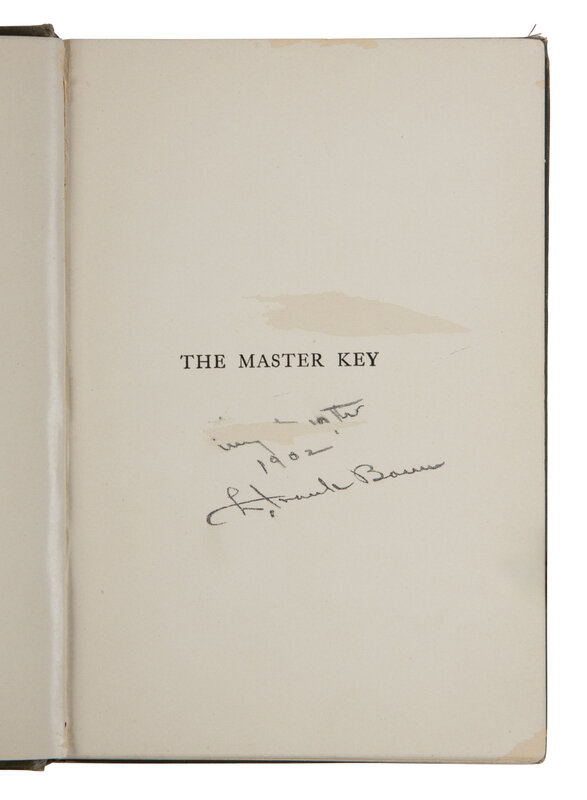 THE MASTER KEY
1902
L. Frank Baum